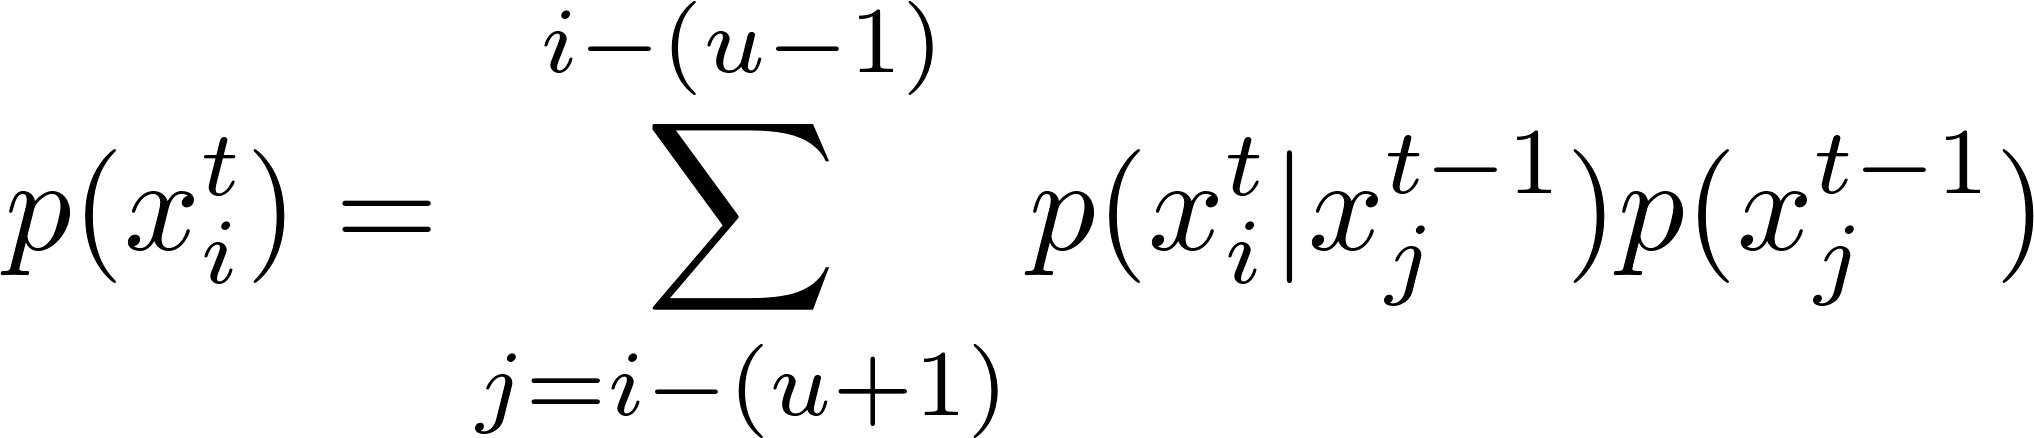 p(x_i^t) = \sum_{j=i-(u+1)}^{i-(u-1)} p(x_i^t|x_j^{t-1})p(x_j^{t-1})